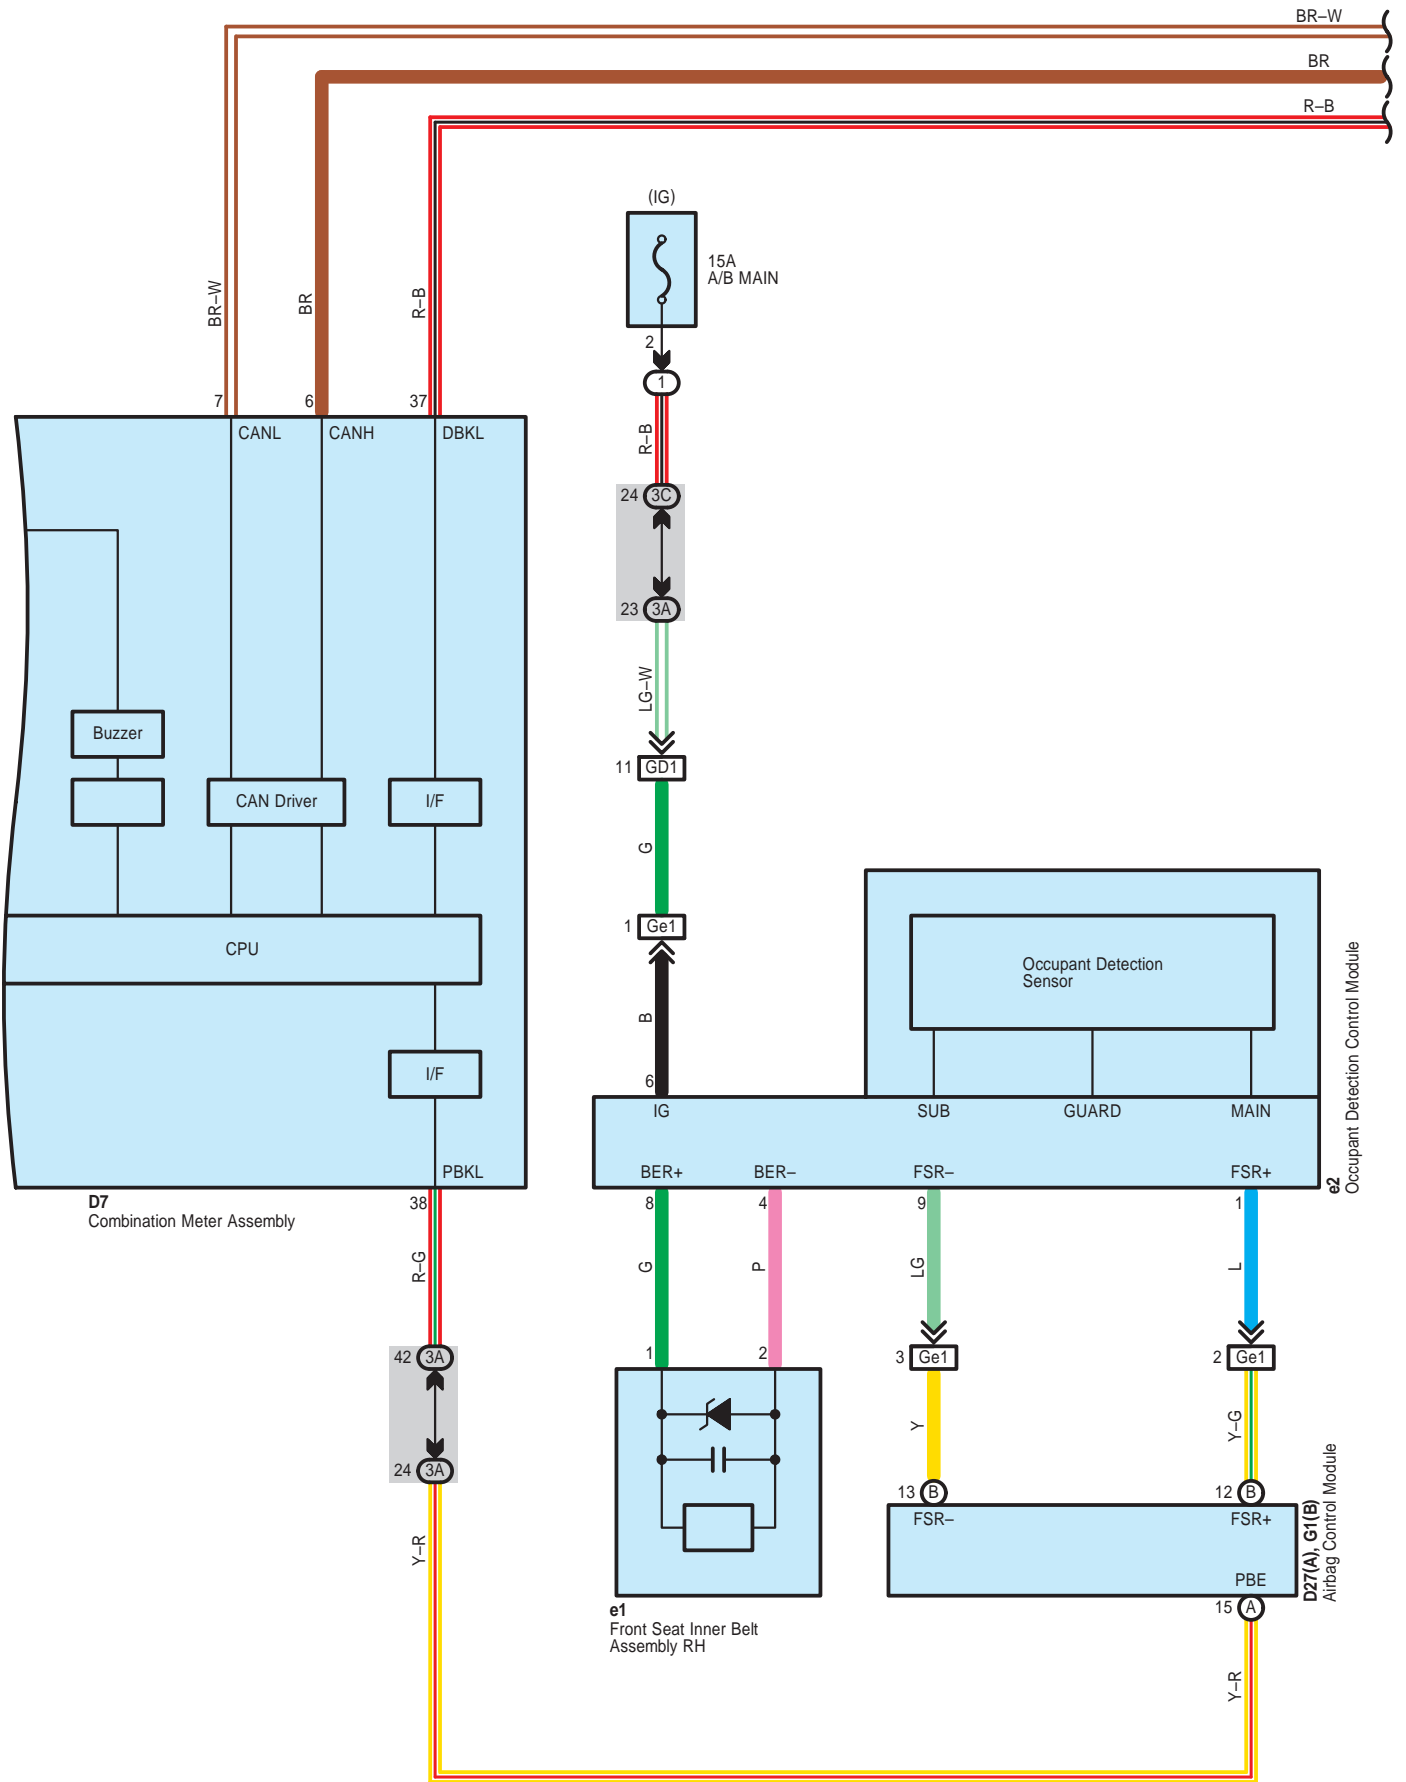 BR–W
BR
R–B
(IG)
15A
A/B MAIN
BR–W
BR
R–B
2
1
7
6
37
CANL
CANH
DBKL
R–B
24
3C
23
3A
LG–W
Buzzer
CAN Driver
I/F
11
GD1
G
1
Ge1
CPU
Occupant Detection
Sensor
B
6
I/F
IG
SUB
GUARD
MAIN
PBKL
BER+
BER–
FSR–
FSR+
e2
Occupant Detection Control Module
D7
Combination Meter Assembly
38
8
4
9
1
R–G
G
P
LG
L
42
3A
1
2
3
Ge1
2
Ge1
Y
Y–G
24
3A
13
B
12
B
FSR–
FSR+
PBE
D27(A), G1(B)
Airbag Control Module
Y–R
e1
Front Seat Inner Belt
Assembly RH
15
A
Y–R